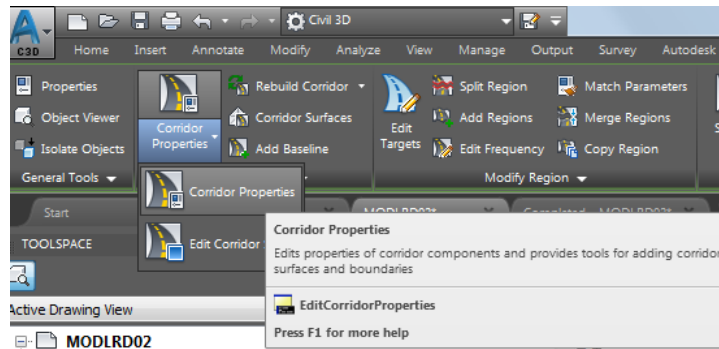 C3D
Civil 3D
Home Insert Annotate Modify Analyze View Manage Output Survey Autodesk
Properties
Object Viewer
Isolate Objects
General Tools
Corridor
Properties
Rebuild Corridor
Corridor Surfaces
Add Baseline
Edit
Targets
Split Region
Add Regions
Edit Frequency
Match Parameters
Merge Regions
Copy Region
Modify Region
Corridor Properties
Edit Corridor
Start
TOOLSPACE
Corridor Properties
Edits properties of corridor components and provides tools for adding corridor
surfaces and boundaries
EditCorridorProperties
Press F1 for more help
Active Drawing View
MODLRD02